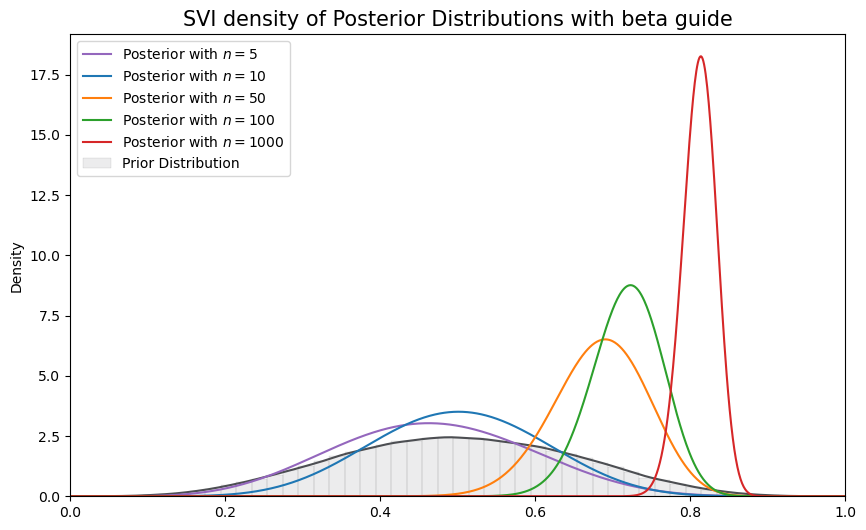 SVI density of Posterior Distributions with beta guide
Posterior with n = 5
Posterior with n = 10
Posterior with n = 50
Posterior with n = 100
Posterior with n = 1000
Prior Distribution
Density
17.5
15.0
12.5
10.0
7.5
5.0
2.5
0.0
0.0 0.2 0.4 0.6 0.8 1.0